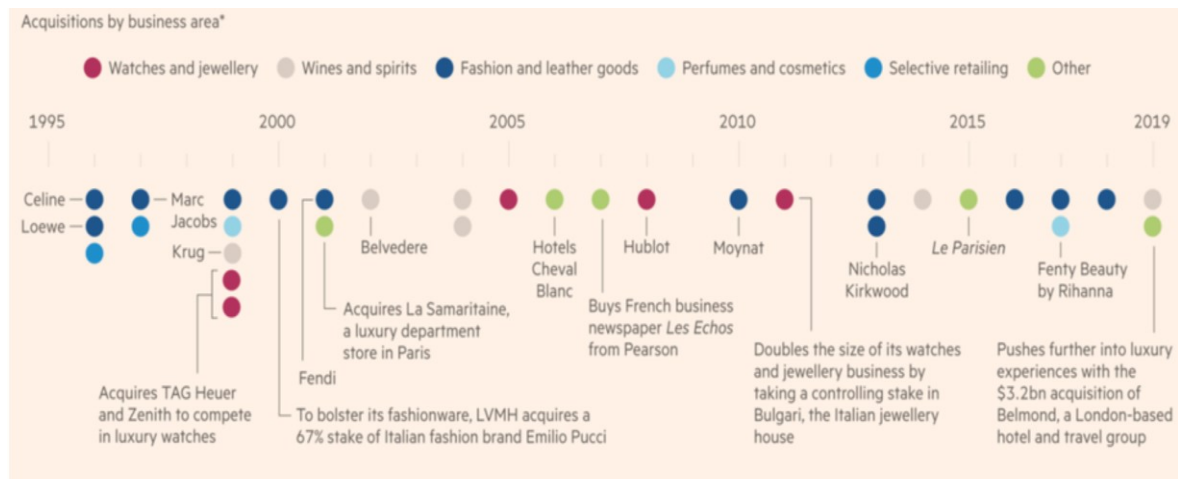 Acquisitions by business area*
Watches and jewellery Wines and spirits Fashion and leather goods Perfumes and cosmetics Selective retailing Other
1995 2000 2005 2010 2015 2019
Celine
Loewe
Marc
Jacobs
Krug
Acquires TAG Heuer
and Zenith to compete
in luxury watches
To bolster its fashionware, LVMH acquires a
67% stake of Italian fashion brand Emilio Pucci
Fendi
Acquires La Samaritaine,
a luxury department
store in Paris
Belvedere
Hotels
Cheval
Blanc
Buys French business
newspaper Les Echos
from Pearson
Hublot
Moynat
Doubles the size of its watches
and jewellery business by
taking a controlling stake in
Bulgari, the Italian jewellery
house
Nicholas
Kirkwood
Le Parisien
Fenty Beauty
by Rihanna
Pushes further into luxury
experiences with the
$3.2bn acquisition of
Belmond, a London-based
hotel and travel group